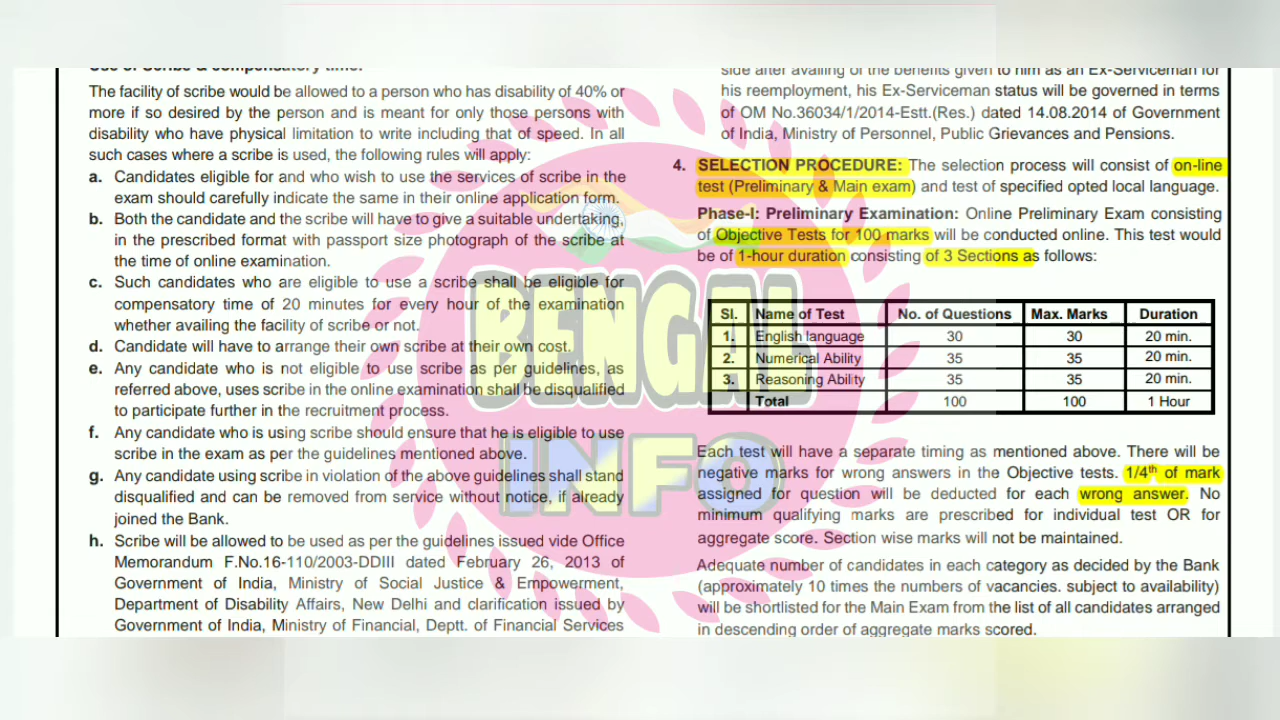 Use of Scribe & compensatory time:
The facility of scribe would be allowed to a person who has disability of 40% or
more if so desired by the person and is meant for only those persons with
disability who have physical limitation to write including that of speed. In all
such cases where a scribe is used, the following rules will apply:
a. Candidates eligible for and who wish to use the services of scribe in the
exam should carefully indicate the same in their online application form.
b. Both the candidate and the scribe will have to give a suitable undertaking,
in the prescribed format with passport size photograph of the scribe at
the time of online examination.
c. Such candidates who are eligible to use a scribe shall be eligible for
compensatory time of 20 minutes for every hour of the examination
whether availing the facility of scribe or not.
d. Candidate will have to arrange their own scribe at their own cost.
e. Any candidate who is not eligible to use scribe as per guidelines, as
referred above, uses scribe in the online examination shall be disqualified
to participate further in the recruitment process.
f. Any candidate who is using scribe should ensure that he is eligible to use
scribe in the exam as per the guidelines mentioned above.
g. Any candidate using scribe in violation of the above guidelines shall stand
disqualified and can be removed from service without notice, if already
joined the Bank.
h. Scribe will be allowed to be used as per the guidelines issued vide Office
Memorandum F.No.16-110/2003-DDIII dated February 26, 2013 of
Government of India, Ministry of Social Justice & Empowerment,
Department of Disability Affairs, New Delhi and clarification issued by
Government of India, Ministry of Financial, Deptt. of Financial Services
side after availing of the benefits given to him as an Ex-Serviceman for
his reemployment, his Ex-Serviceman status will be governed in terms
of OM No.36034/1/2014-Estt.(Res.) dated 14.08.2014 of Government
of India, Ministry of Personnel, Public Grievances and Pensions.
4. SELECTION PROCEDURE: The selection process will consist of on-line
test (Preliminary & Main exam) and test of specified opted local language.
Phase-I: Preliminary Examination: Online Preliminary Exam consisting
of Objective Tests for 100 marks will be conducted online. This test would
be of 1-hour duration consisting of 3 Sections as follows:
Sl. Name of Test No. of Questions Max. Marks Duration
1. English language 30 30 20 min.
2. Numerical Ability 35 35 20 min.
3. Reasoning Ability 35 35 20 min.
Total 100 100 1 Hour
Each test will have a separate timing as mentioned above. There will be
negative marks for wrong answers in the Objective tests. 1/4th of mark
assigned for question will be deducted for each wrong answer. No
minimum qualifying marks are prescribed for individual test OR for
aggregate score. Section wise marks will not be maintained.
Adequate number of candidates in each category as decided by the Bank
(approximately 10 times the numbers of vacancies. subject to availability)
will be shortlisted for the Main Exam from the list of all candidates arranged
in descending order of aggregate marks scored.
BENGAL
INFO